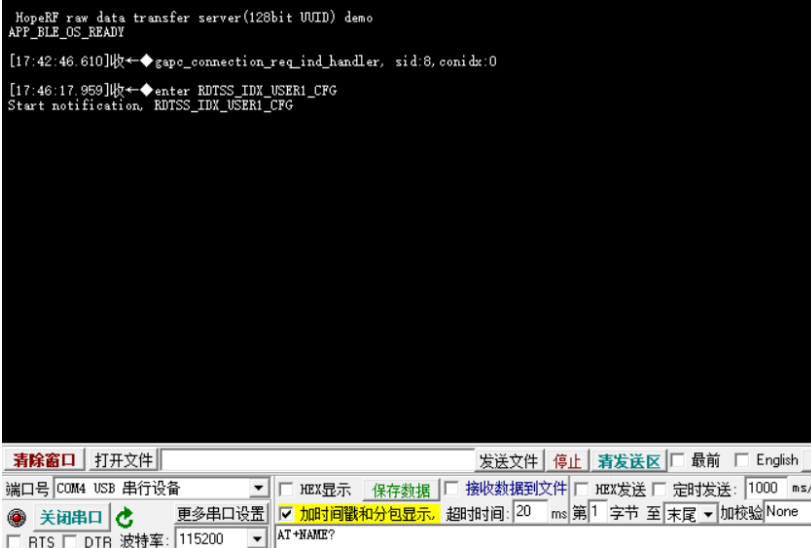 HopeRF raw data transfer server(128bit UUID) demo
APP_BLE_OS_READY
[17:42:46.610]收←◆gapc_connection_req_ind_handler, sid:8,conidx:0
[17:46:17.959]收←◆enter RDTSS_IDX_USER1_CFG
Start notification, RDTSS_IDX_USER1_CFG
清除窗口 打开文件 发送文件 停止 清发送区 最前 English
端口号 COM4 USB 串行设备 HEX显示 保存数据 接收数据到文件 HEX发送 定时发送: 1000 ms/
关闭串口 更多串口设置 加时间戳和分包显示, 超时时间: 20 ms 第 1 字节 至 末尾 加校验 None
RTS DTR 波特率: 115200 AT+NAME?